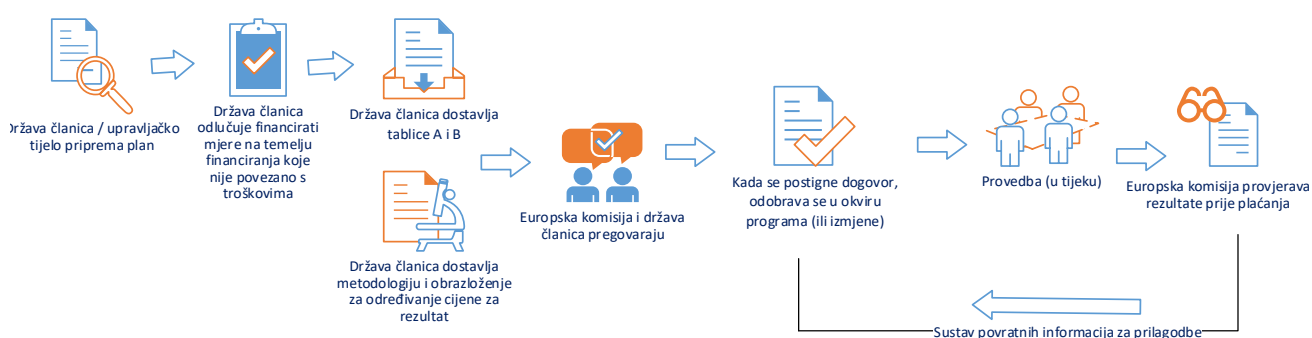 Država članica / upravljačko
tijelo priprema plan
Država članica
odlučuje financirati
mjere na temelju
financiranja koje
nije povezano s
troškovima
Država članica dostavlja
tablice A i B
Država članica dostavlja
metodologiju i obrazloženje
za određivanje cijene za
rezultat
Europska komisija i država
članica pregovaraju
Kada se postigne dogovor,
odobrava se u okviru
programa (ili izmjene)
Provedba (u tijeku)
Europska komisija provjerava
rezultate prije plaćanja
Sustav povratnih informacija za prilagodbe